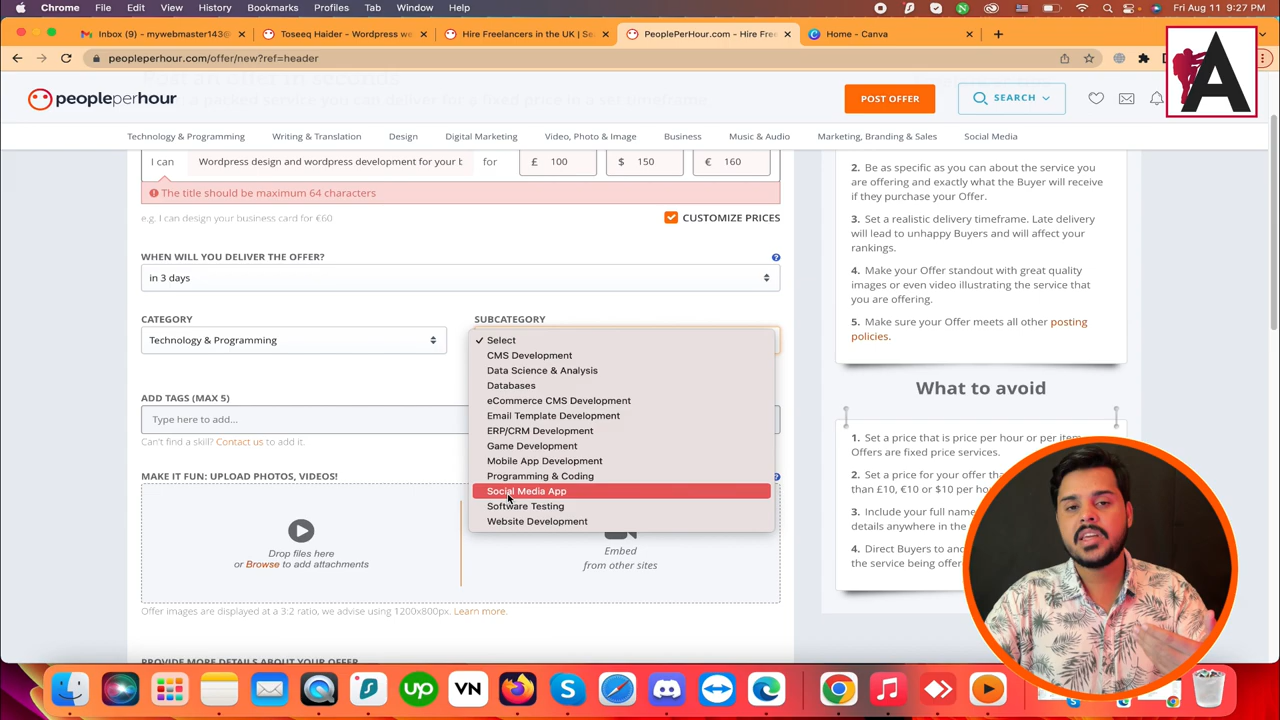 Chrome File Edit View History Bookmarks Profiles Tab Window Help Fri Aug 11 9:27 PM
Inbox (9) - mywebmaster143@ Toseeq Haider - Wordpress we Hire Freelancers in the UK | Se PeoplePerHour.com - Hire Free Home - Canva
peopleperhour.com/offer/new?ref=header
A
peopleperhour POST OFFER SEARCH
Technology & Programming Writing & Translation Design Digital Marketing Video, Photo & Image Business Music & Audio Marketing, Branding & Sales Social Media
I can Wordpress design and wordpress development for your t for £ 100 $ 150 € 160
The title should be maximum 64 characters
e.g. I can design your business card for €60 CUSTOMIZE PRICES
WHEN WILL YOU DELIVER THE OFFER?
in 3 days
CATEGORY SUBCATEGORY
Technology & Programming
Select
CMS Development
Data Science & Analysis
Databases
eCommerce CMS Development
Email Template Development
ERP/CRM Development
Game Development
Mobile App Development
Programming & Coding
Social Media App
Software Testing
Website Development
ADD TAGS (MAX 5)
Type here to add...
Can't find a skill? Contact us to add it.
MAKE IT FUN: UPLOAD PHOTOS, VIDEOS!
Drop files here
or Browse to add attachments
Embed
from other sites
Offer images are displayed at a 3:2 ratio, we advise using 1200x800px. Learn more.
PROVIDE MORE DETAILS ABOUT YOUR OFFER
2. Be as specific as you can about the service you
are offering and exactly what the Buyer will receive
if they purchase your Offer.
3. Set a realistic delivery timeframe. Late delivery
will lead to unhappy Buyers and will affect your
rankings.
4. Make your Offer standout with great quality
images or even video illustrating the service that
you are offering.
5. Make sure your Offer meets all other posting
policies.
What to avoid
1. Set a price that is price per hour or per item
Offers are fixed price services.
2. Set a price for your offer tha
than £10, €10 or $10 per hou
3. Include your full name
details anywhere in the
4. Direct Buyers to an
the service being offer
up VN